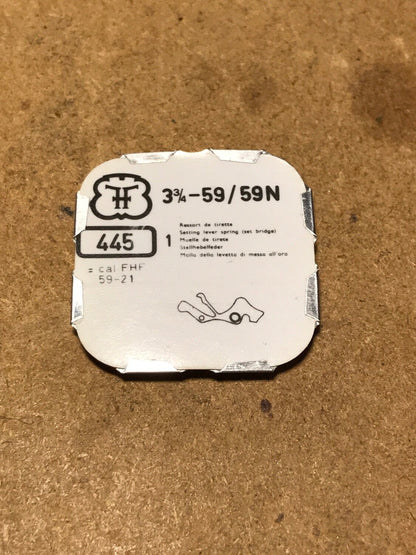 FHF
3¾-59/59N
445
1
Ressort de tirette
Setting lever spring (set bridge)
Muelle de tirete
Stellhebelfeder
Molla della levetta di messa all'ora
= cal FHF
59-21